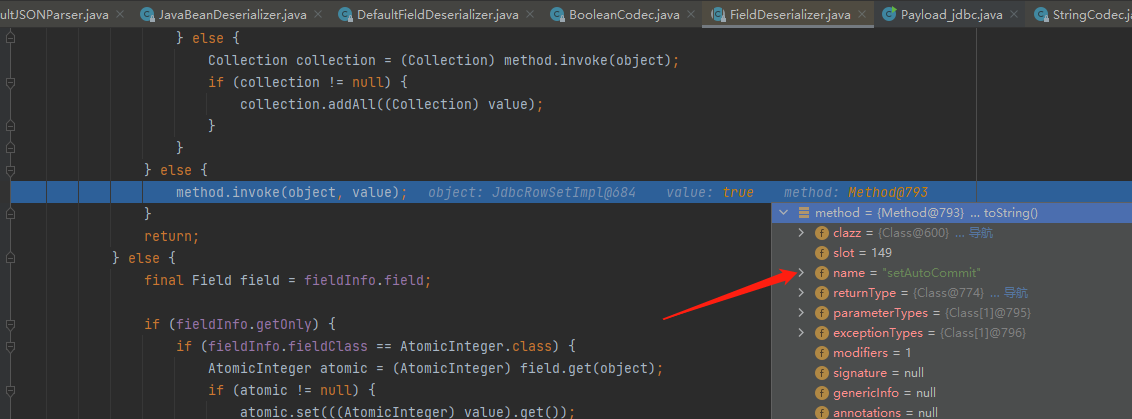 ultJSONParser.java × JavaBeanDeserializer.java × DefaultFieldDeserializer.java × BooleanCodec.java × FieldDeserializer.java × Payload_jdbc.java × StringCodec.ja
} else {
Collection collection = (Collection) method.invoke(object);
if (collection != null) {
collection.addAll((Collection) value);
}
}
} else {
method.invoke(object, value); object: JdbcRowSetImpl@684 value: true method: Method@793
}
return;
} else {
final Field field = fieldInfo.field;
if (fieldInfo.getOnly) {
if (fieldInfo.fieldClass == AtomicInteger.class) {
AtomicInteger atomic = (AtomicInteger) field.get(object);
if (atomic != null) {
atomic.set(((AtomicInteger) value).get());
method = {Method@793} ... toString()
clazz = {Class@600} ... 导航
slot = 149
name = "setAutoCommit"
returnType = {Class@774} ... 导航
parameterTypes = {Class[1]@795}
exceptionTypes = {Class[1]@796}
modifiers = 1
signature = null
genericInfo = null
annotations = null